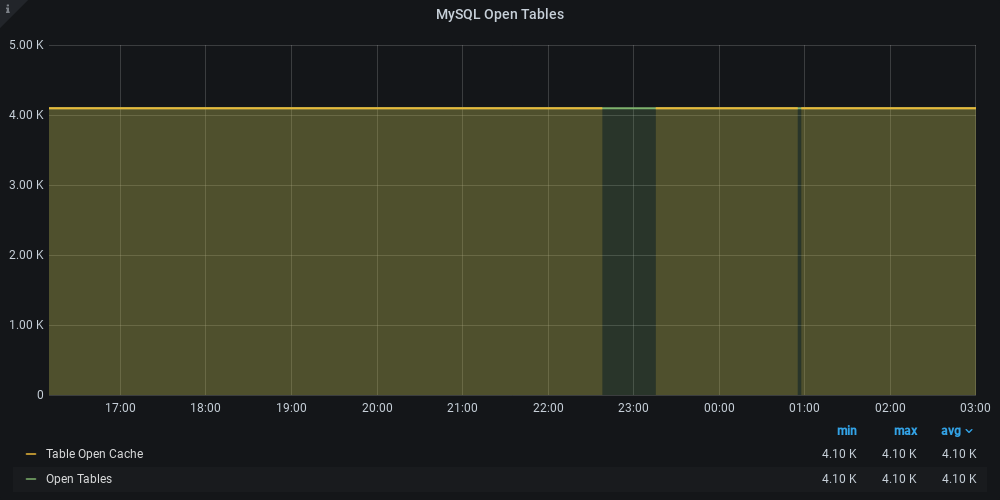 MySQL Open Tables
5.00 K
4.00 K
3.00 K
2.00 K
1.00 K
0
17:00 18:00 19:00 20:00 21:00 22:00 23:00 00:00 01:00 02:00 03:00
min max avg
Table Open Cache 4.10 K 4.10 K 4.10 K
Open Tables 4.10 K 4.10 K 4.10 K